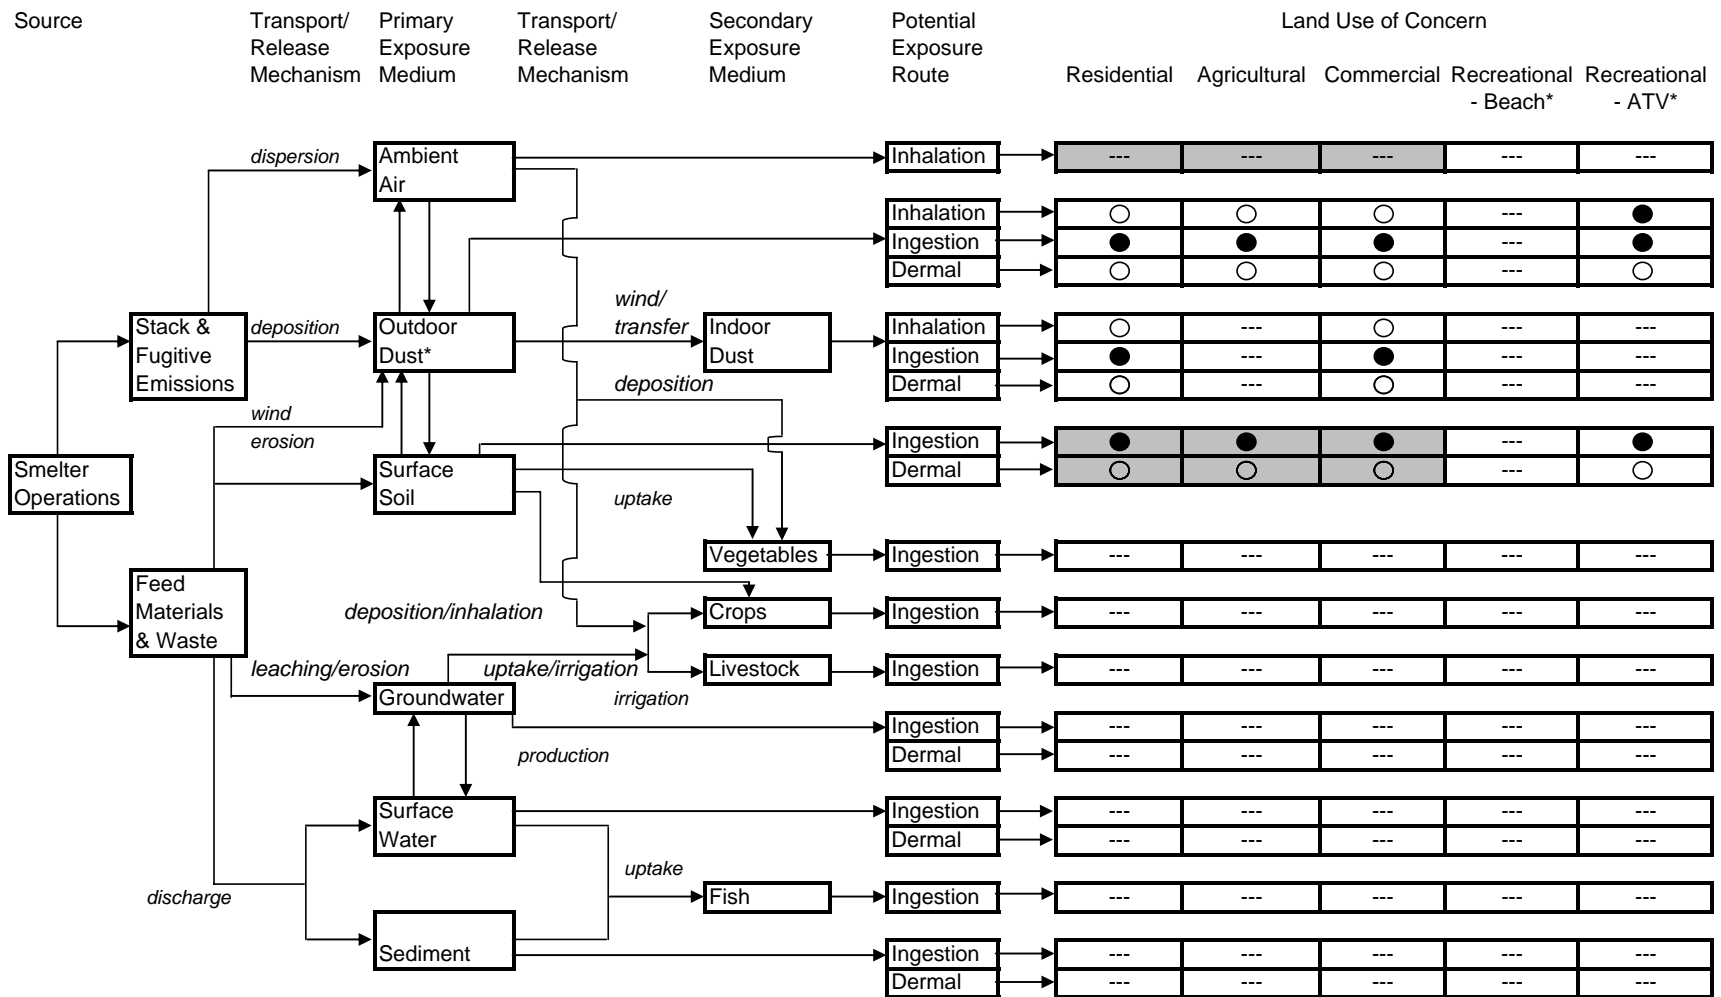 Source
Transport/
Release
Mechanism
Primary
Exposure
Medium
Transport/
Release
Mechanism
Secondary
Exposure
Medium
Potential
Exposure
Route
Land Use of Concern
Residential
Agricultural
Commercial
Recreational
- Beach*
Recreational
- ATV*
dispersion
Ambient
Air
Inhalation
--- --- --- --- ---
Inhalation
○ ○ ○ --- ●
Ingestion
● ● ● --- ●
Dermal
○ ○ ○ --- ○
Stack &
Fugitive
Emissions
deposition
Outdoor
Dust*
wind/
transfer
Indoor
Dust
Inhalation
○ --- ○ --- ---
Ingestion
● --- ● --- ---
Dermal
○ --- ○ --- ---
deposition
wind
erosion
Smelter
Operations
Surface
Soil
Ingestion
● ● ● --- ●
Dermal
○ ○ ○ --- ○
uptake
Vegetables
Ingestion
--- --- --- --- ---
Feed
Materials
& Waste
deposition/inhalation
Crops
Ingestion
--- --- --- --- ---
leaching/erosion
uptake/irrigation
Livestock
Ingestion
--- --- --- --- ---
Groundwater
irrigation
Ingestion
--- --- --- --- ---
Dermal
--- --- --- --- ---
production
Surface
Water
Ingestion
--- --- --- --- ---
Dermal
--- --- --- --- ---
uptake
discharge
Fish
Ingestion
--- --- --- --- ---
Sediment
Ingestion
--- --- --- --- ---
Dermal
--- --- --- --- ---